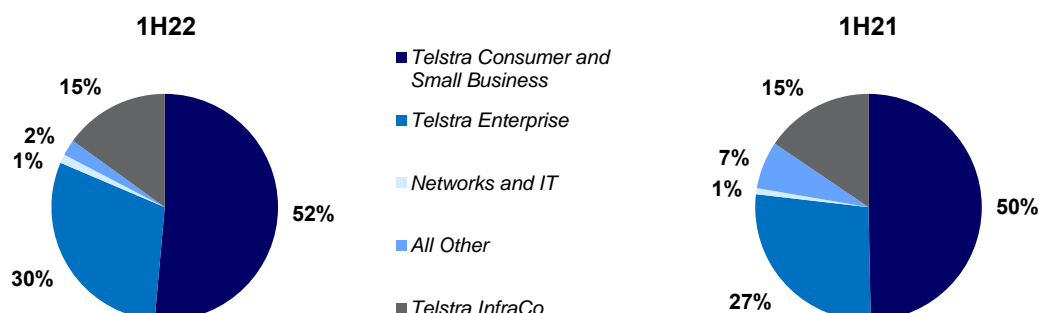 1H22
1H21
Telstra Consumer and
Small Business
15%
15%
Telstra Enterprise
2%
7%
1%
1%
Networks and IT
52%
50%
All Other
30%
27%
Telstra InfraCo